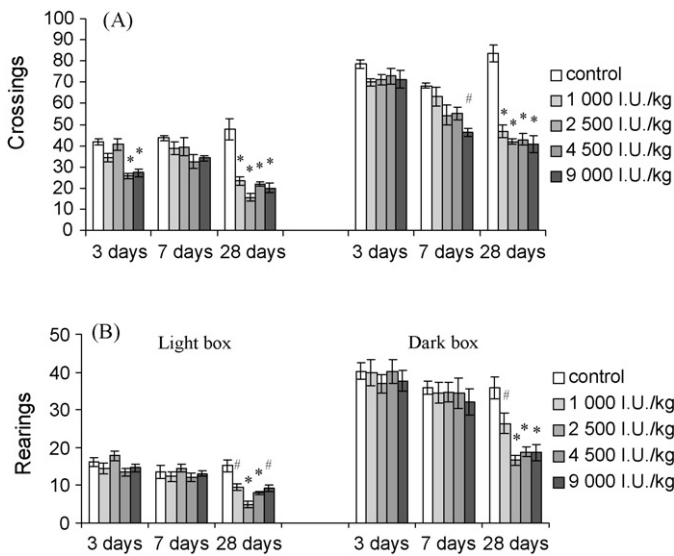 (A)
Crossings
100
90
80
70
60
50
40
30
20
10
0
#
* *
* * * *
* * * *
3 days 7 days 28 days 3 days 7 days 28 days
control
1 000 I.U./kg
2 500 I.U./kg
4 500 I.U./kg
9 000 I.U./kg
(B)
Light box Dark box
Rearings
50
40
30
20
10
0
# * * #
# * * *
3 days 7 days 28 days 3 days 7 days 28 days
control
1 000 I.U./kg
2 500 I.U./kg
4 500 I.U./kg
9 000 I.U./kg